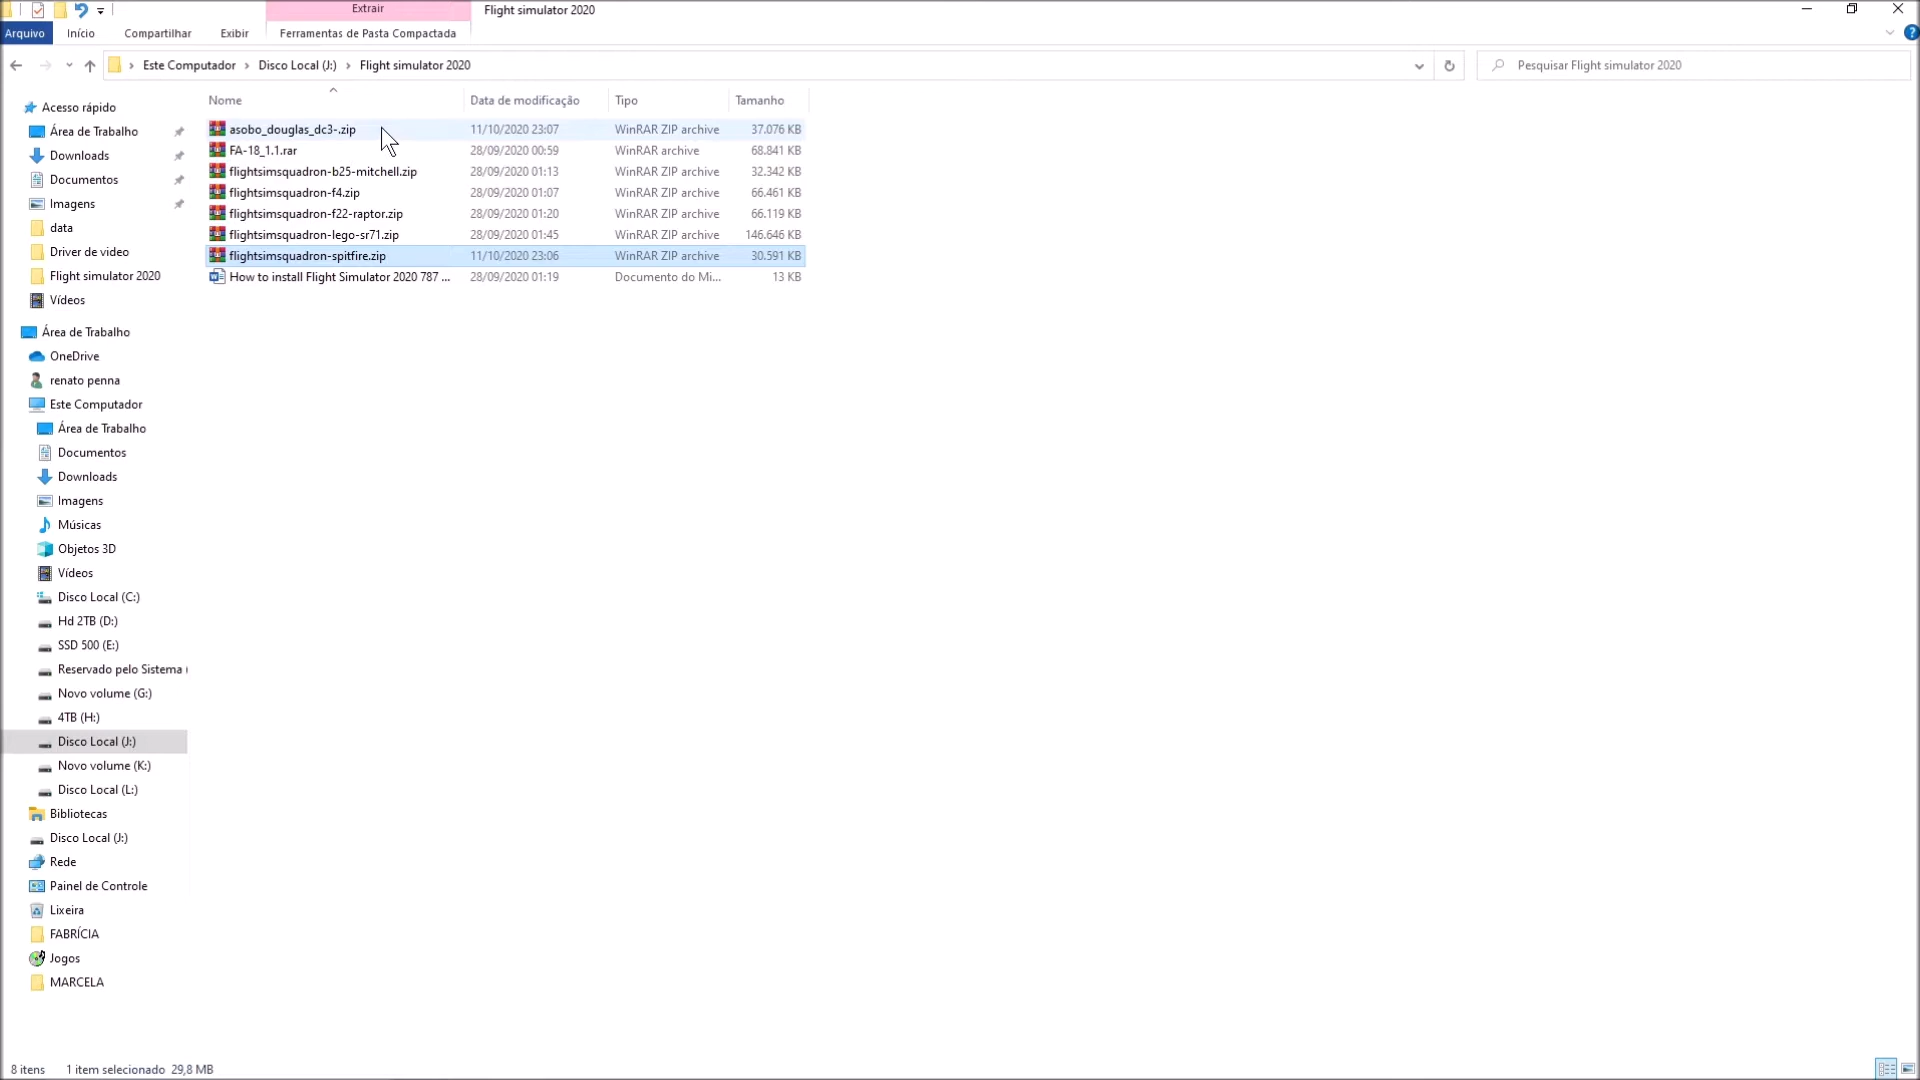 Extrair
Flight simulator 2020
Arquivo
Início
Compartilhar
Exibir
Ferramentas de Pasta Compactada
Este Computador
Disco Local (J:)
Flight simulator 2020
Pesquisar Flight simulator 2020
Nome
Data de modificação
Tipo
Tamanho
asobo_douglas_dc3-.zip 11/10/2020 23:07 WinRAR ZIP archive 37.076 KB
FA-18_1.1.rar 28/09/2020 00:59 WinRAR archive 68.841 KB
flightsimsquadron-b25-mitchell.zip 28/09/2020 01:13 WinRAR ZIP archive 32.342 KB
flightsimsquadron-f4.zip 28/09/2020 01:07 WinRAR ZIP archive 66.461 KB
flightsimsquadron-f22-raptor.zip 28/09/2020 01:20 WinRAR ZIP archive 66.119 KB
flightsimsquadron-lego-sr71.zip 28/09/2020 01:45 WinRAR ZIP archive 146.646 KB
flightsimsquadron-spitfire.zip 11/10/2020 23:06 WinRAR ZIP archive 30.591 KB
How to install Flight Simulator 2020 787 ... 28/09/2020 01:19 Documento do Mi... 13 KB
Acesso rápido
Área de Trabalho
Downloads
Documentos
Imagens
data
Driver de video
Flight simulator 2020
Vídeos
Área de Trabalho
OneDrive
renato penna
Este Computador
Área de Trabalho
Documentos
Downloads
Imagens
Músicas
Objetos 3D
Vídeos
Disco Local (C:)
Hd 2TB (D:)
SSD 500 (E:)
Reservado pelo Sistema (
Novo volume (G:)
4TB (H:)
Disco Local (J:)
Novo volume (K:)
Disco Local (L:)
Bibliotecas
Disco Local (J:)
Rede
Painel de Controle
Lixeira
FABRÍCIA
Jogos
MARCELA
8 itens 1 item selecionado 29,8 MB